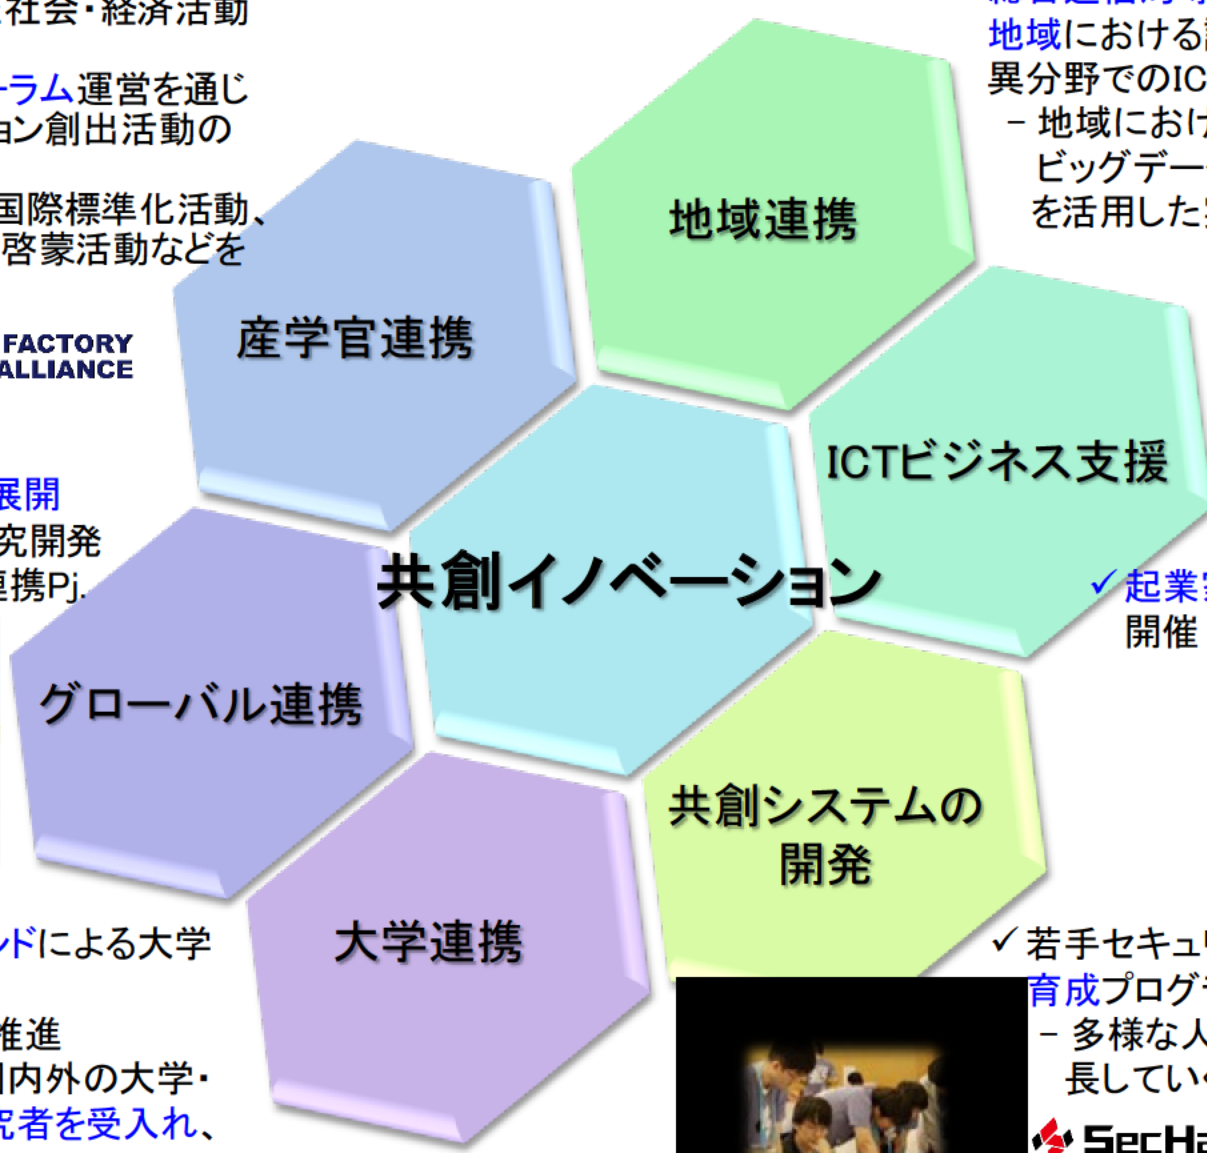 社会・経済活動
ーラム運営を通じ
ョン創出活動の
国際標準化活動、
啓蒙活動などを
FACTORY
ALLIANCE
展開
究開発
連携Pj.
ンドによる大学
推進
国内外の大学・
究者を受入れ、
産学官連携
地域連携
ICTビジネス支援
共創イノベーション
グローバル連携
共創システムの
開発
大学連携
地域における
異分野でのIC
− 地域におけ
ビッグデー
を活用した
✓ 起業
開催
✓ 若手セキュ
育成プログ
− 多様な人
長してい
SecHa